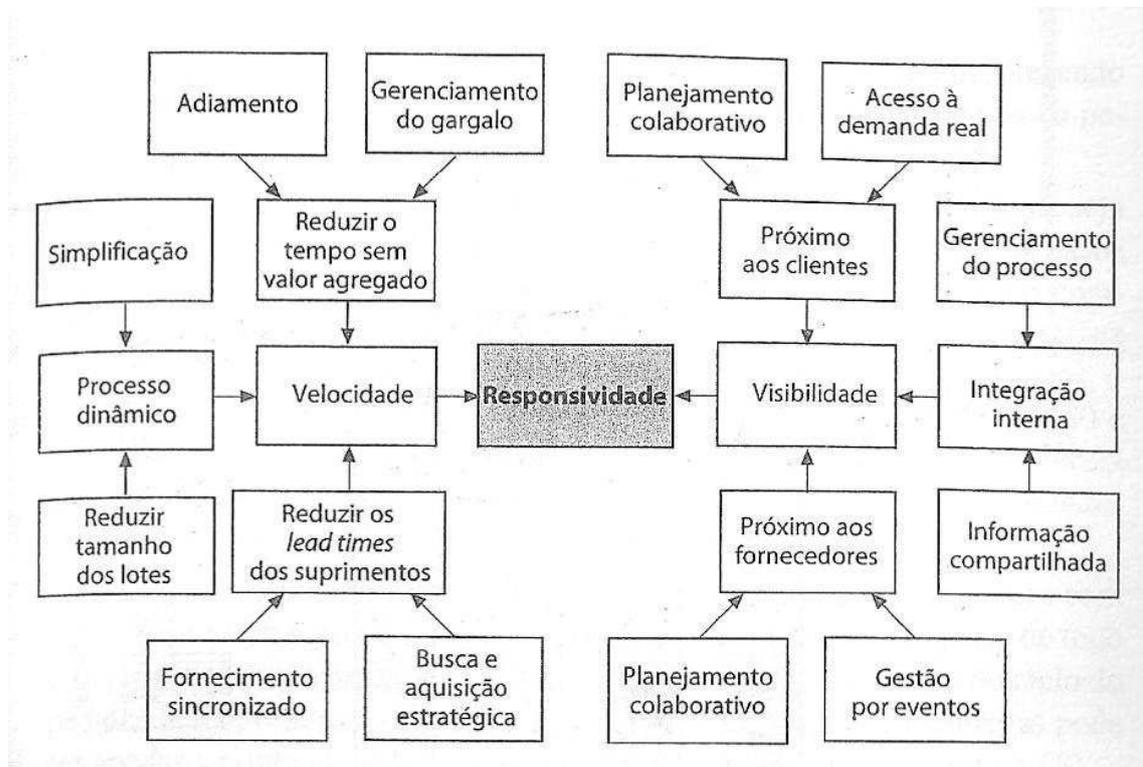 Adiamento
Gerenciamento
do gargalo
Planejamento
colaborativo
Acesso à
demanda real
Simplificação
Reduzir o
tempo sem
valor agregado
Próximo
aos clientes
Gerenciamento
do processo
Processo
dinâmico
Velocidade
Responsividade
Visibilidade
Integração
interna
Reduzir
tamanho
dos lotes
Reduzir os
lead times
dos suprimentos
Próximo aos
fornecedores
Informação
compartilhada
Fornecimento
sincronizado
Busca e
aquisição
estratégica
Planejamento
colaborativo
Gestão
por eventos